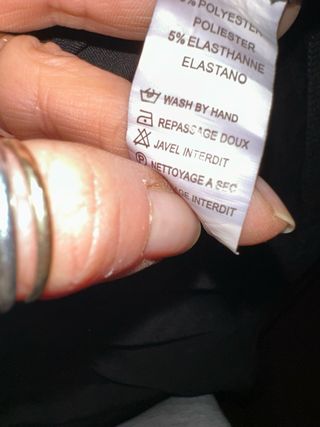 % POLYESTER
POLIESTER
5% ELASTHANNE
ELASTANO
WASH BY HAND
REPASSAGE DOUX
JAVEL INTERDIT
P NETTOYAGE A SEC
INTERDIT